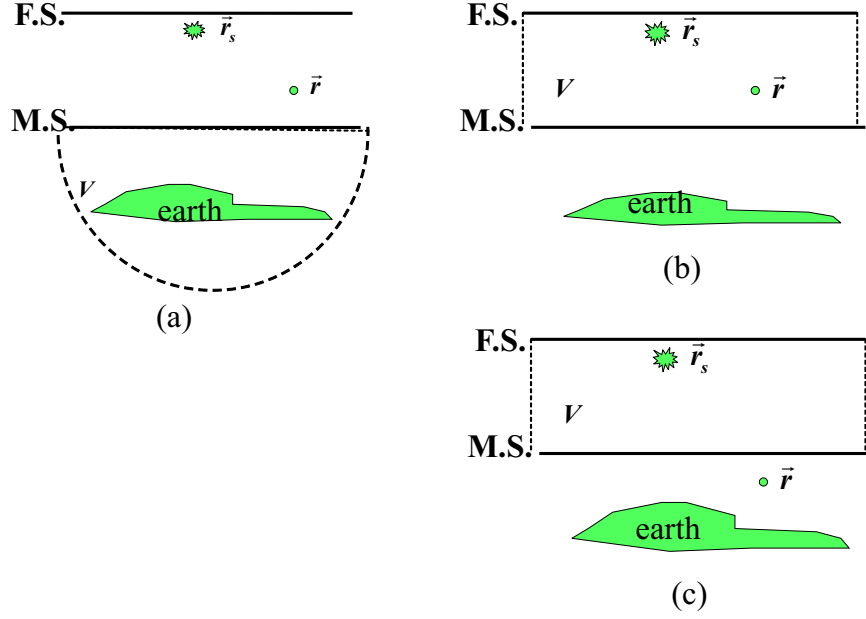 F.S.
r⃗ₛ
r⃗
M.S.
V
earth
(a)
F.S.
r⃗ₛ
V
r⃗
M.S.
earth
(b)
F.S.
r⃗ₛ
V
M.S.
r⃗
earth
(c)